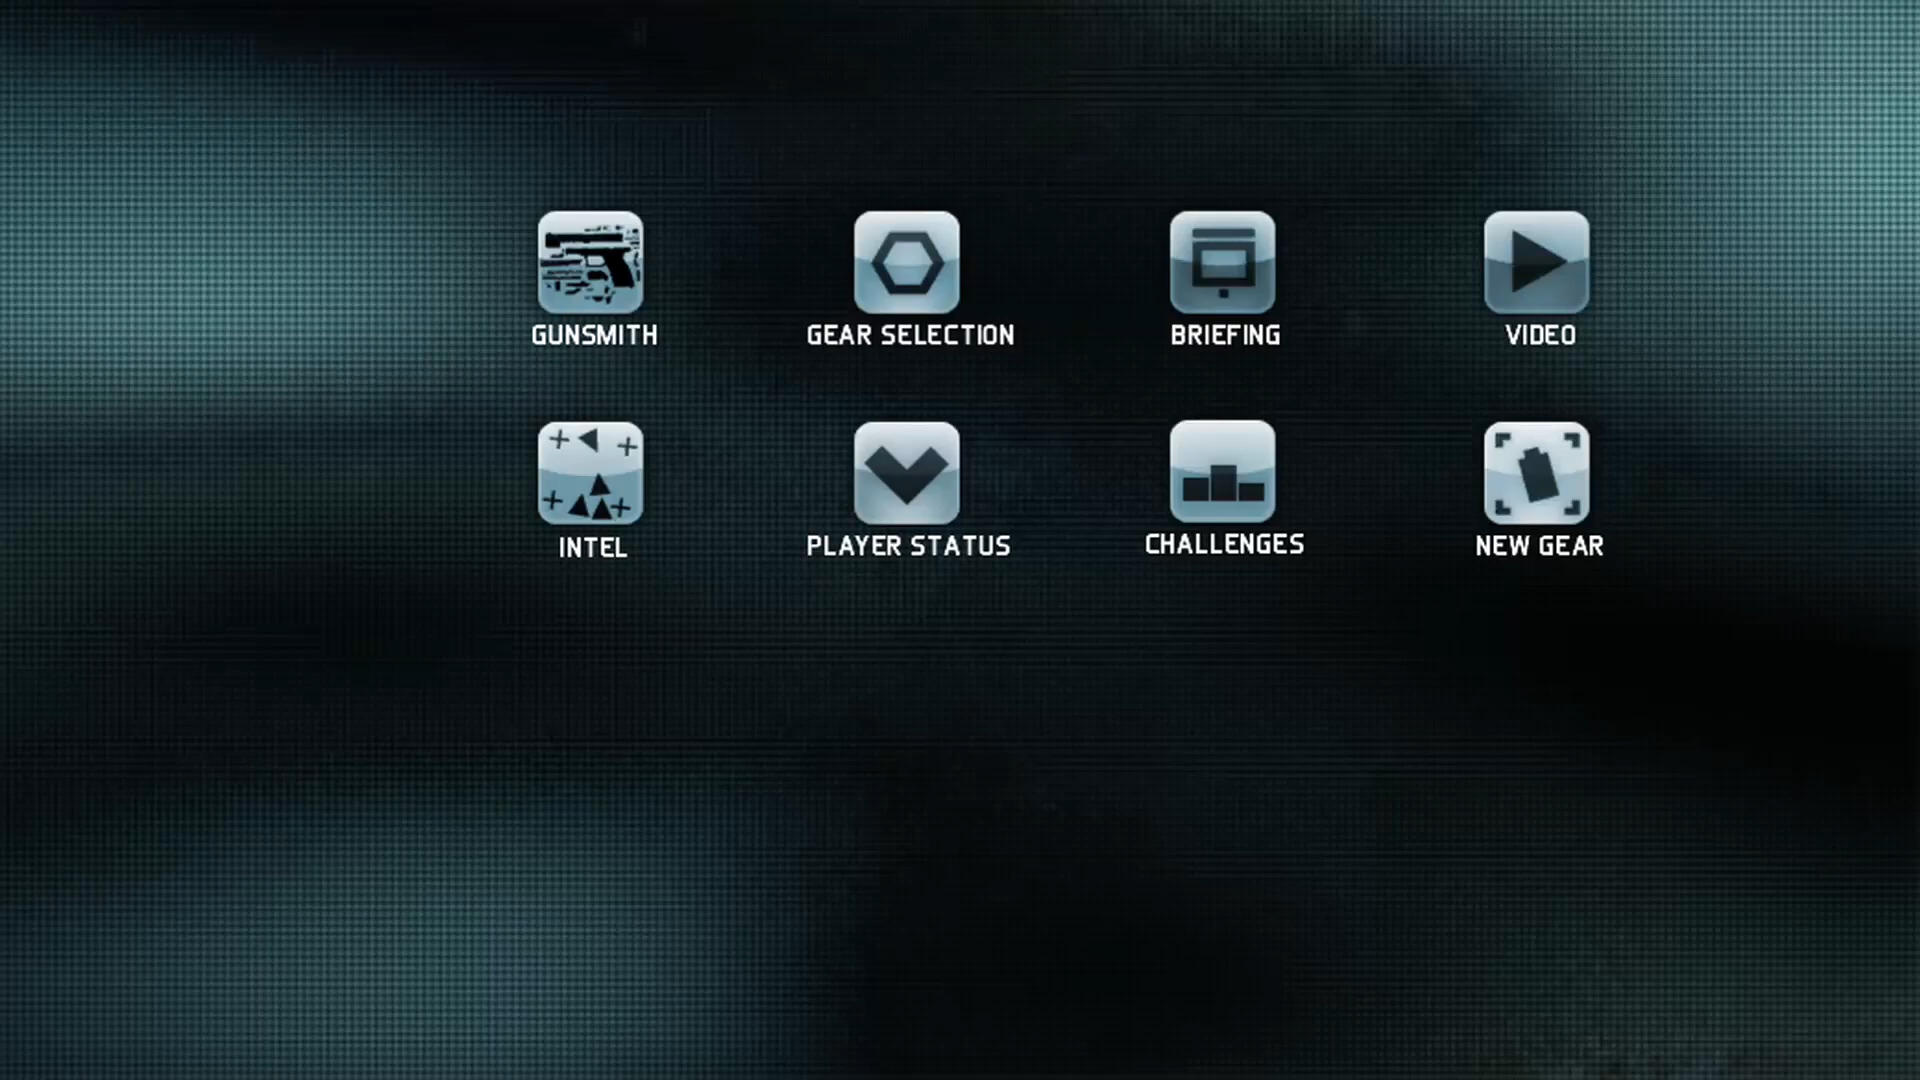 GUNSMITH
GEAR SELECTION
BRIEFING
VIDEO
INTEL
PLAYER STATUS
CHALLENGES
NEW GEAR